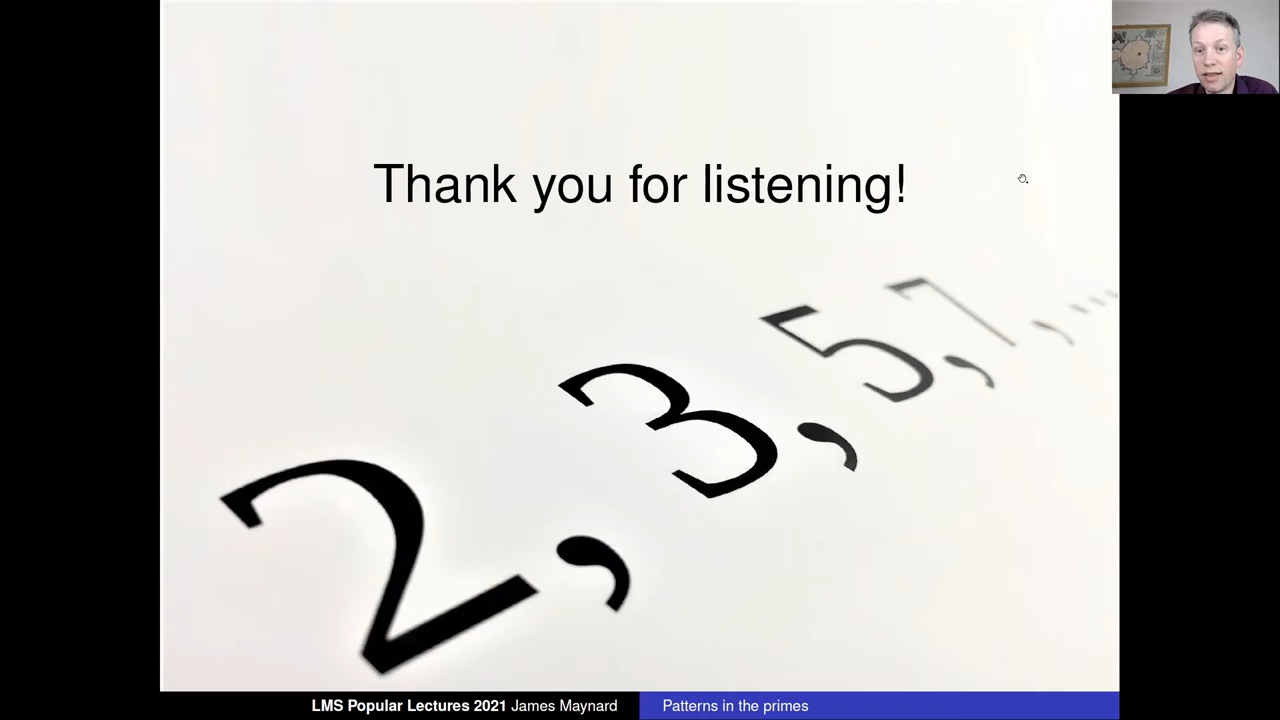 Thank you for listening!
2, 3, 5, 7, ...
LMS Popular Lectures 2021 James Maynard
Patterns in the primes